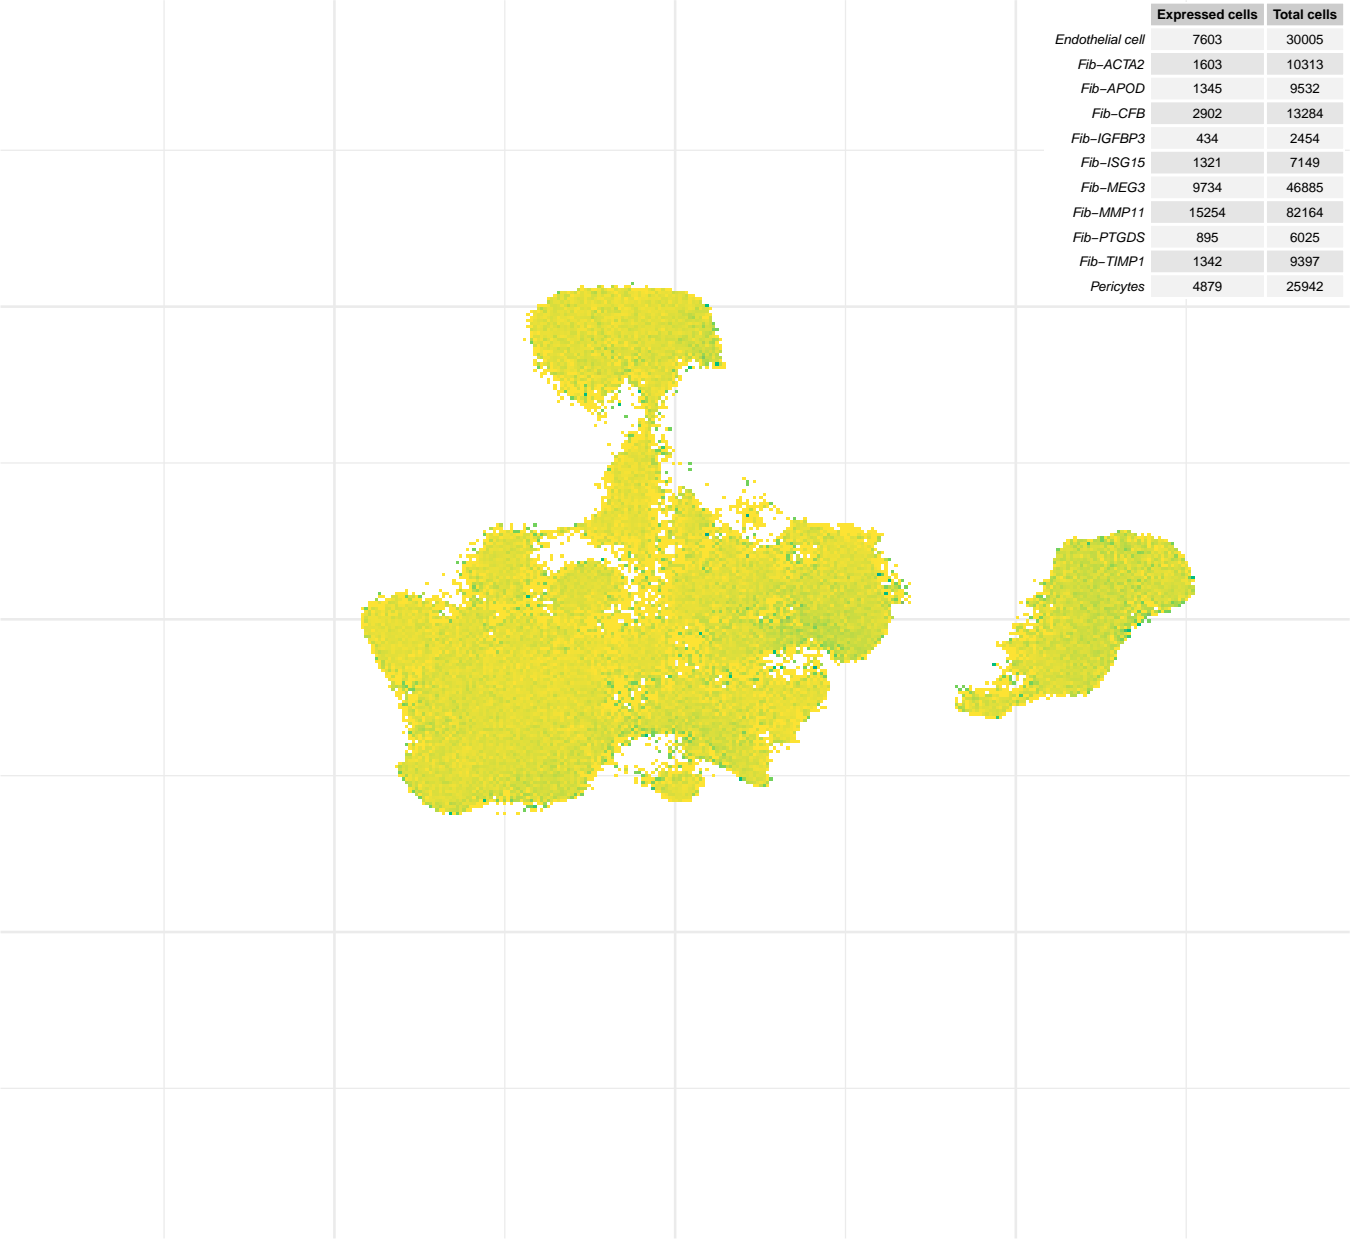 Expressed cells Total cells
Endothelial cell 7603 30005
Fib−ACTA2 1603 10313
Fib−APOD 1345 9532
Fib−CFB 2902 13284
Fib−IGFBP3 434 2454
Fib−ISG15 1321 7149
Fib−MEG3 9734 46885
Fib−MMP11 15254 82164
Fib−PTGDS 895 6025
Fib−TIMP1 1342 9397
Pericytes 4879 25942